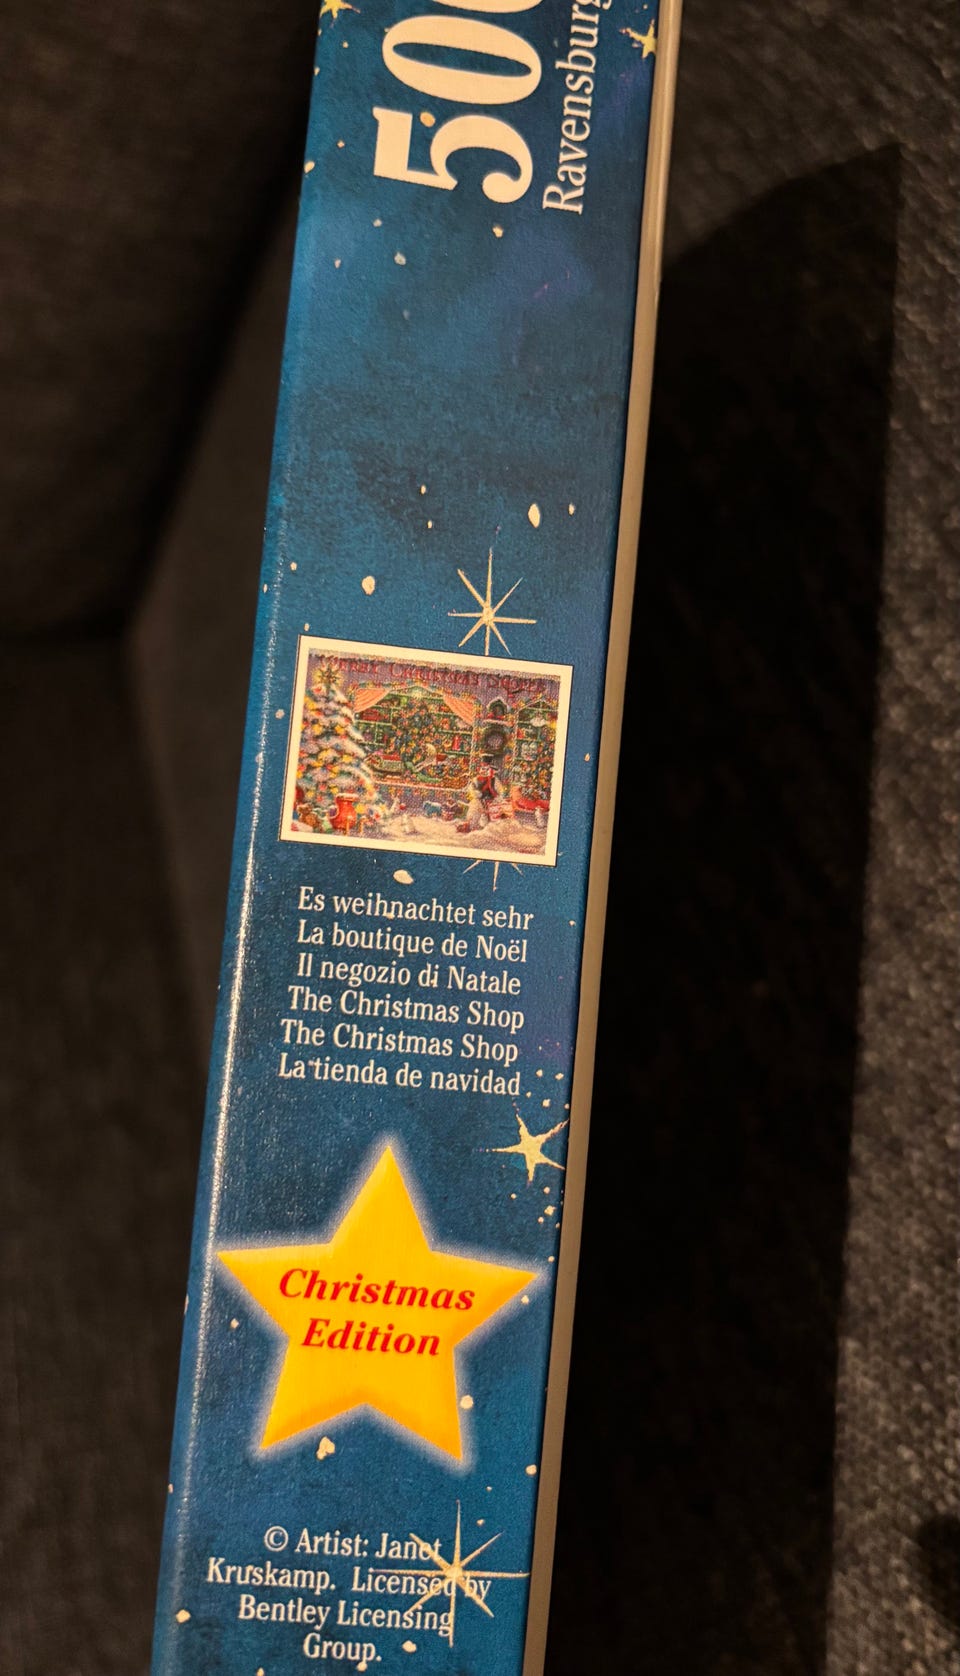 500
Ravensburg
Es weihnachtet sehr
La boutique de Noël
Il negozio di Natale
The Christmas Shop
The Christmas Shop
La tienda de navidad
Christmas
Edition
© Artist: Janet
Kruskamp. Licensed by
Bentley Licensing
Group.